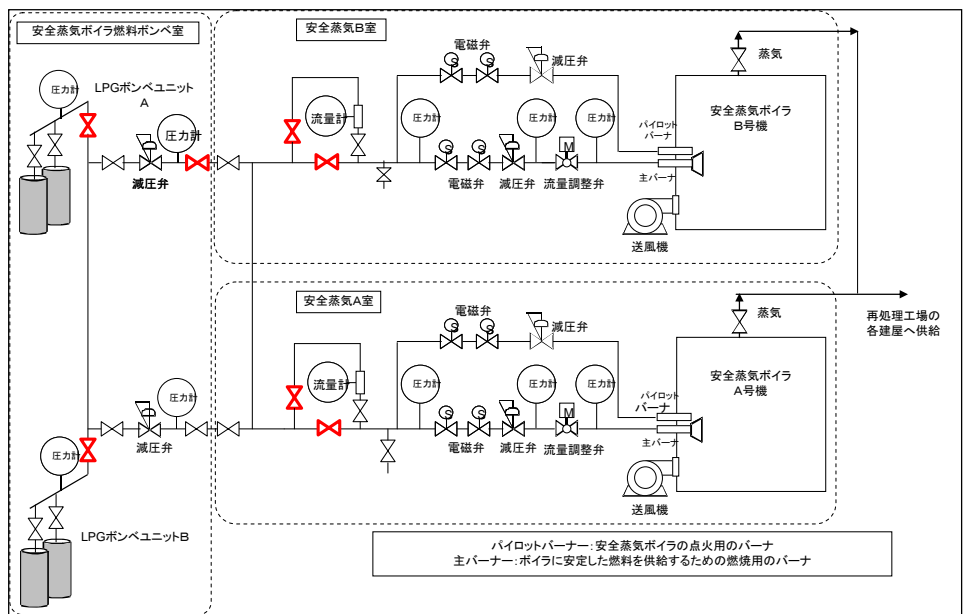 安全蒸気ボイラ燃料ボンベ室
圧力計
LPGボンベユニット
A
圧力計
減圧弁
安全蒸気B室
電磁弁
S
S
減圧弁
流量計
圧力計
圧力計
M
圧力計
S
S
電磁弁
減圧弁
流量調整弁
パイロット
バーナ
主バーナ
送風機
安全蒸気ボイラ
B号機
蒸気
安全蒸気A室
電磁弁
S
S
減圧弁
流量計
圧力計
圧力計
M
圧力計
S
S
電磁弁
減圧弁
流量調整弁
パイロット
バーナ
主バーナ
送風機
安全蒸気ボイラ
A号機
蒸気
再処理工場の
各建屋へ供給
圧力計
減圧弁
圧力計
LPGボンベユニットB
パイロットバーナー:安全蒸気ボイラの点火用のバーナ
主バーナー:ボイラに安定した燃料を供給するための燃焼用のバーナ